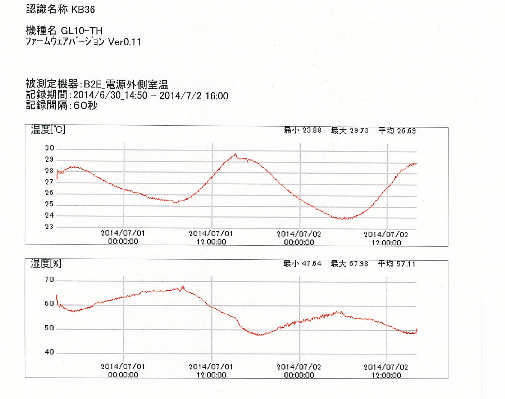 認識名称 KB36
機種名 GL10-TH
ファームウェアバージョン Ver0.11
被測定機器:B2E_電源外側室温
記録期間:2014/6/30_14:50 - 2014/7/2_16:00
記録間隔:60秒
温度[℃] 最小 23.88 最大 29.73 平均 26.63
30
29
28
27
26
25
24
23
2014/07/01 2014/07/01 2014/07/02 2014/07/02
00:00:00 12:00:00 00:00:00 12:00:00
湿度[%] 最小 47.64 最大 67.98 平均 57.11
70
60
50
40
2014/07/01 2014/07/01 2014/07/02 2014/07/02
00:00:00 12:00:00 00:00:00 12:00:00